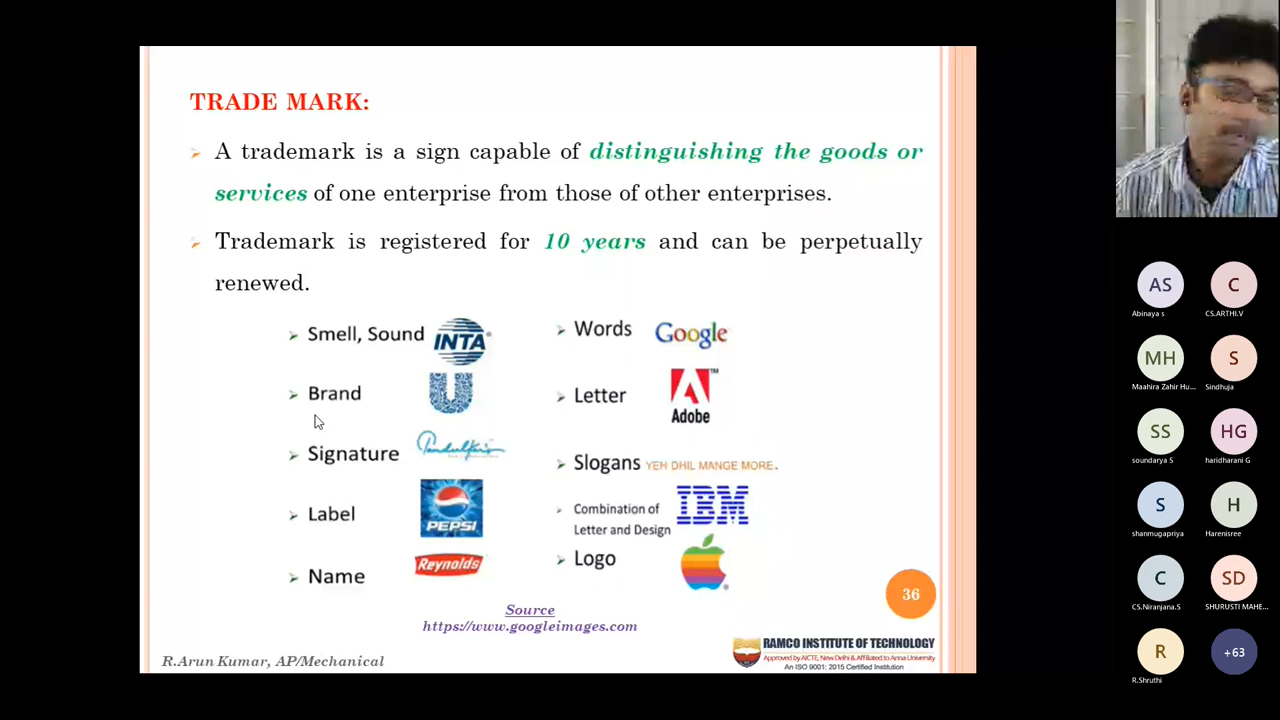 TRADE MARK:
A trademark is a sign capable of distinguishing the goods or
services of one enterprise from those of other enterprises.
Trademark is registered for 10 years and can be perpetually
renewed.
Smell, Sound INTA
Brand
Signature
Label PEPSI
Name Reynolds
Words Google
Letter Adobe
Slogans YEH DHIL MANGE MORE.
Combination of
Letter and Design IBM
Logo
36
Source
https://www.googleimages.com
R.Arun Kumar, AP/Mechanical
RAMCO INSTITUTE OF TECHNOLOGY
Approved by AICTE, New Delhi & Affiliated to Anna University
An ISO 9001: 2015 Certified Institution
AS C
Abinaya s CS.ARTHI.V
MH S
Maahira Zahir Hu... Sindhuja
SS HG
soundarya S haridharani G
S H
shanmugapriya Harenisree
C SD
CS.Niranjana.S SHURUSTI MAHE...
R +63
R.Shruthi